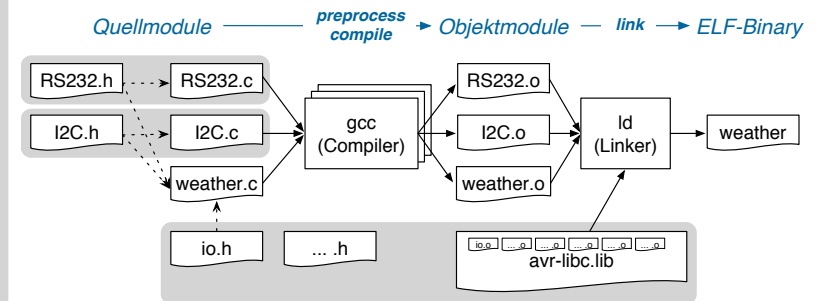 Quellmodule preprocess compile Objektmodule link ELF-Binary
RS232.h RS232.c RS232.o
I2C.h I2C.c gcc (Compiler) I2C.o ld (Linker) weather
weather.c weather.o
io.h ... .h
io.o ... .o ... .o ... .o ... .o ... .o
avr-libc.lib